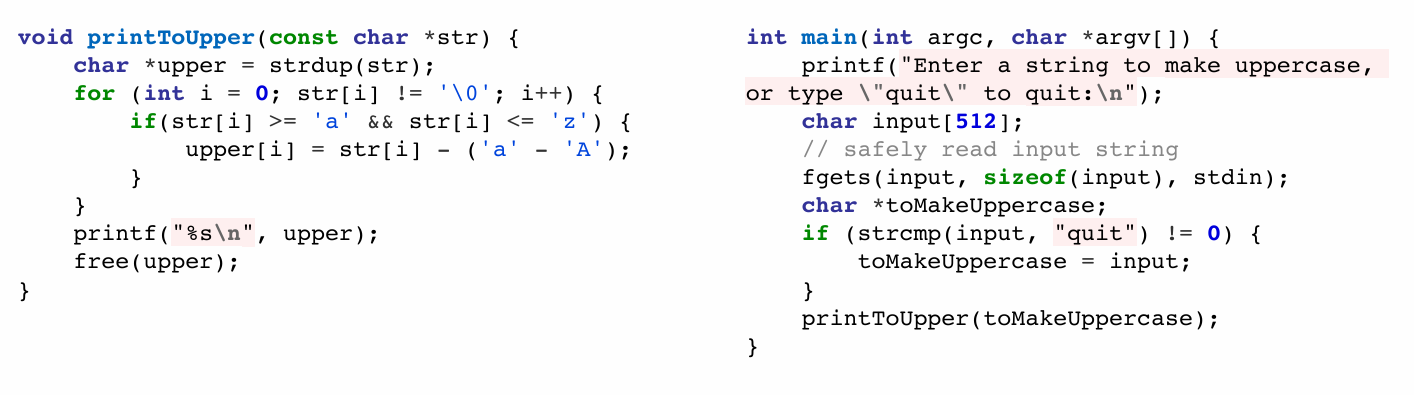 void printToUpper(const char *str) {
    char *upper = strdup(str);
    for (int i = 0; str[i] != '\0'; i++) {
        if(str[i] >= 'a' && str[i] <= 'z') {
            upper[i] = str[i] - ('a' - 'A');
        }
    }
    printf("%s\n", upper);
    free(upper);
}
int main(int argc, char *argv[]) {
    printf("Enter a string to make uppercase,
or type \"quit\" to quit:\n");
    char input[512];
    // safely read input string
    fgets(input, sizeof(input), stdin);
    char *toMakeUppercase;
    if (strcmp(input, "quit") != 0) {
        toMakeUppercase = input;
    }
    printToUpper(toMakeUppercase);
}